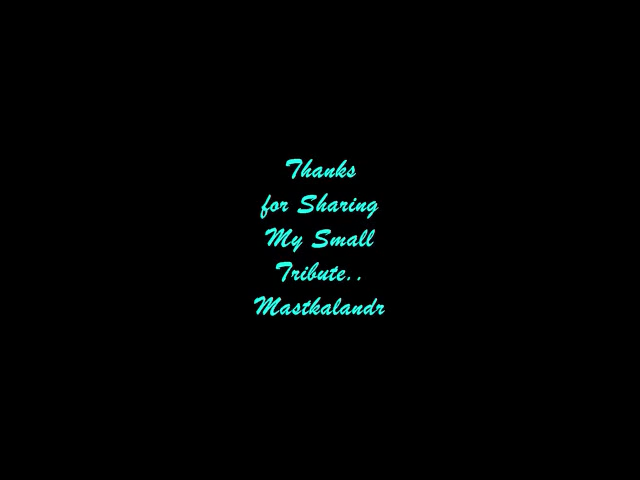 Thanks
for Sharing
My Small
Tribute..
Mastkalandr